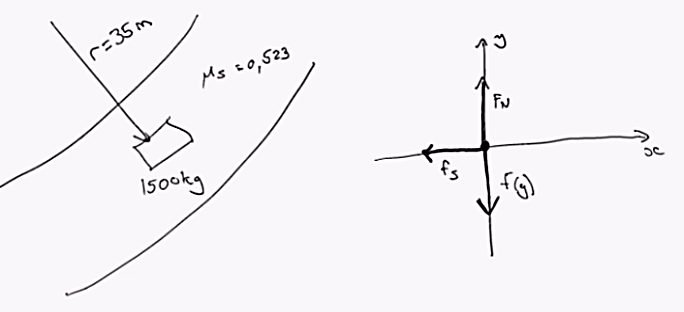 r=35m
μs =0,523
1500kg
y
FN
x
fs
f(g)